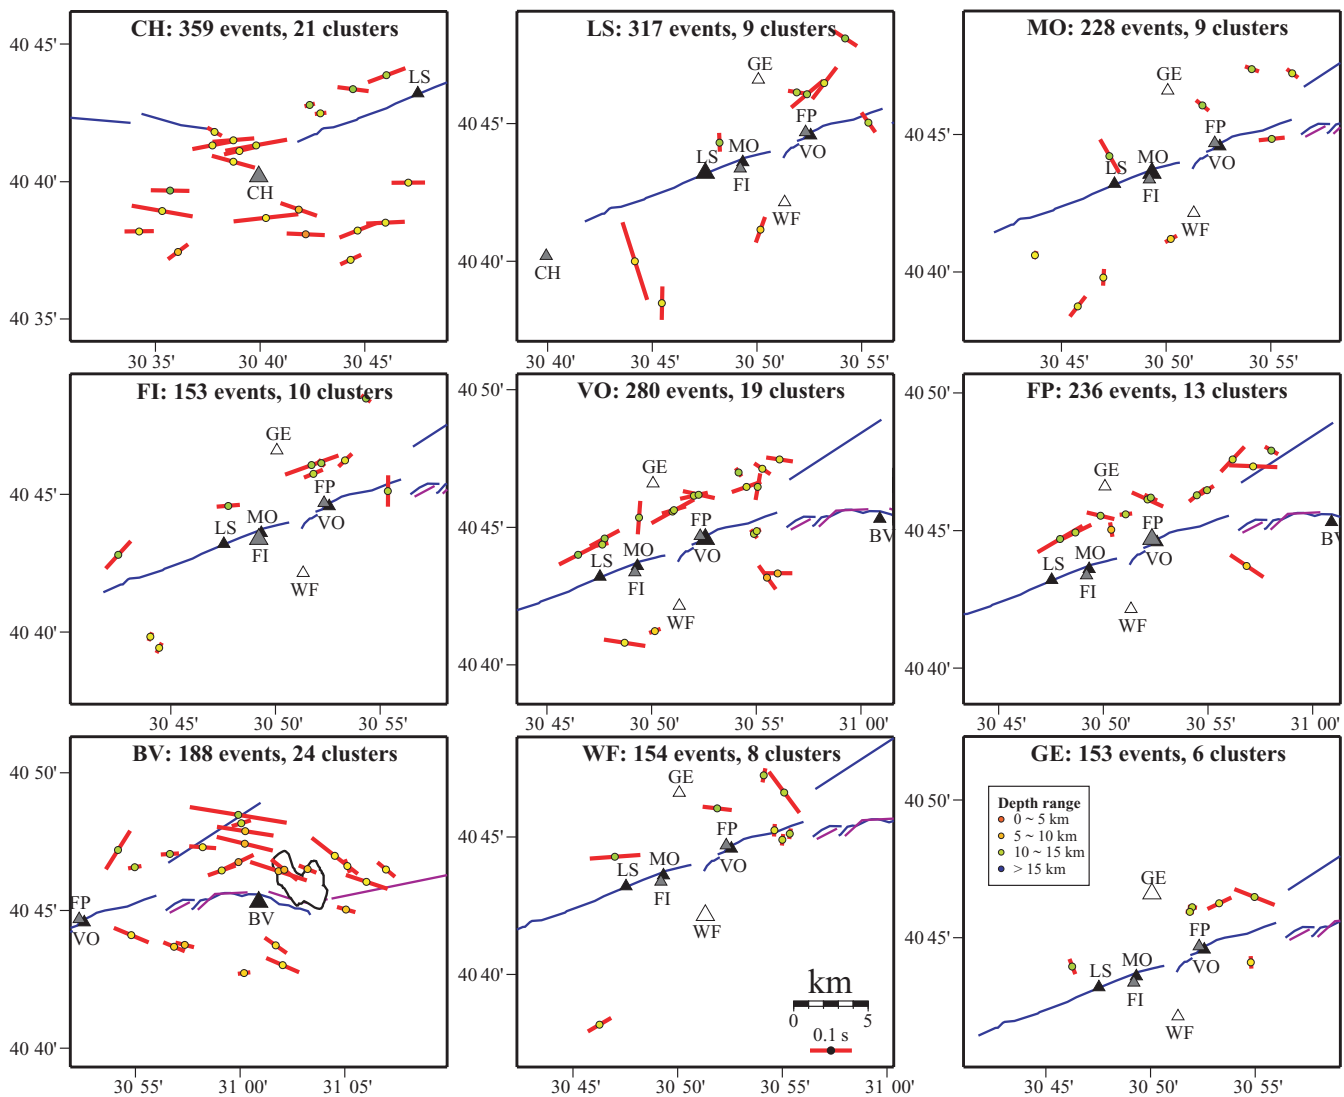 CH: 359 events, 21 clusters
LS: 317 events, 9 clusters
MO: 228 events, 9 clusters
40 45'
40 40'
40 35'
LS
CH
30 35'
30 40'
30 45'
40 45'
40 40'
GE
FP
VO
LS
MO
FI
WF
CH
30 40'
30 45'
30 50'
30 55'
40 45'
40 40'
GE
FP
VO
MO
LS
FI
WF
30 45'
30 50'
30 55'
FI: 153 events, 10 clusters
VO: 280 events, 19 clusters
FP: 236 events, 13 clusters
40 50'
40 45'
40 40'
GE
FP
VO
MO
LS
FI
WF
30 45'
30 50'
30 55'
40 50'
40 45'
40 40'
GE
FP
VO
BV
LS
MO
FI
WF
30 45'
30 50'
30 55'
31 00'
40 50'
40 45'
40 40'
GE
FP
VO
BV
LS
MO
FI
WF
30 45'
30 50'
30 55'
31 00'
BV: 188 events, 24 clusters
WF: 154 events, 8 clusters
GE: 153 events, 6 clusters
40 50'
40 45'
40 40'
FP
VO
BV
30 55'
31 00'
31 05'
40 45'
40 40'
GE
FP
VO
LS
MO
FI
WF
km
0 5
0.1 s
30 45'
30 50'
30 55'
31 00'
40 50'
40 45'
Depth range
0 ~ 5 km
5 ~ 10 km
10 ~ 15 km
> 15 km
GE
FP
VO
LS
MO
FI
WF
30 45'
30 50'
30 55'